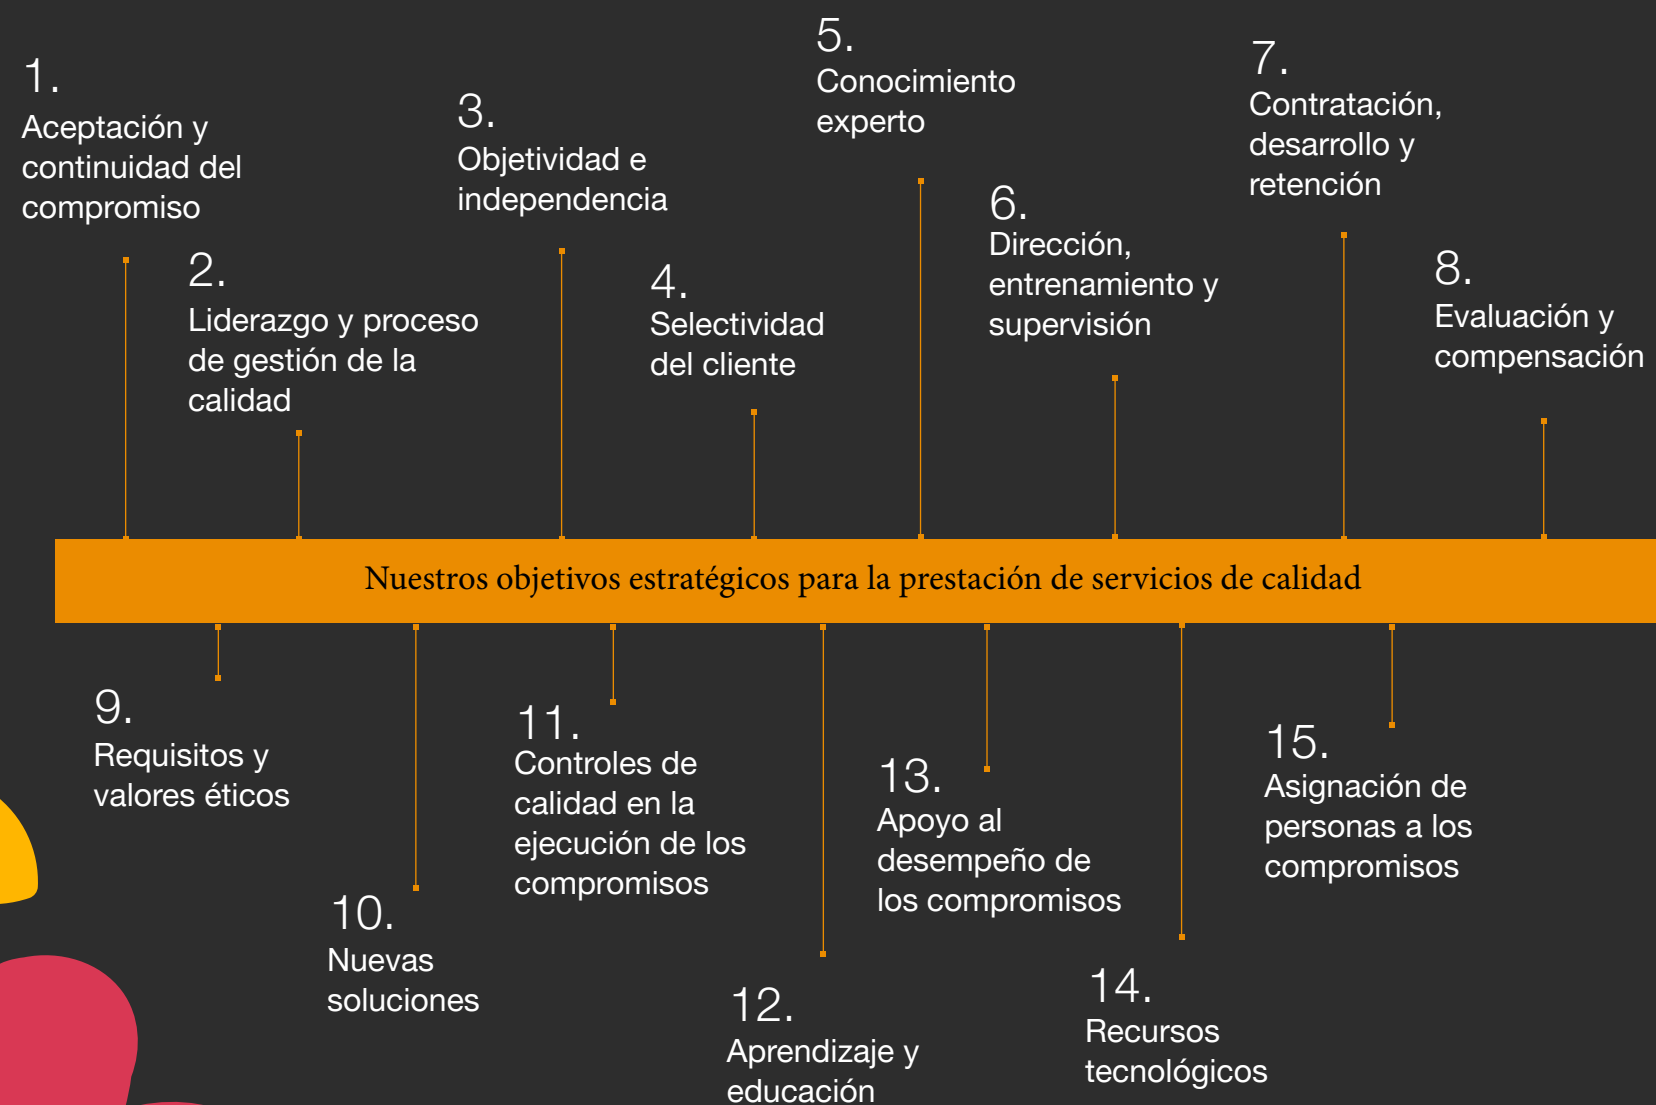 1.
Aceptación y
continuidad del
compromiso
2.
Liderazgo y proceso
de gestión de la
calidad
3.
Objetividad e
independencia
4.
Selectividad
del cliente
5.
Conocimiento
experto
6.
Dirección,
entrenamiento y
supervisión
7.
Contratación,
desarrollo y
retención
8.
Evaluación y
compensación
Nuestros objetivos estratégicos para la prestación de servicios de calidad
9.
Requisitos y
valores éticos
10.
Nuevas
soluciones
11.
Controles de
calidad en la
ejecución de los
compromisos
12.
Aprendizaje y
educación
13.
Apoyo al
desempeño de
los compromisos
14.
Recursos
tecnológicos
15.
Asignación de
personas a los
compromisos